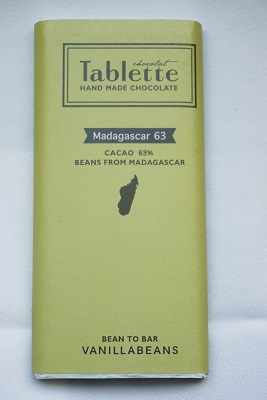 chocolat
Tablette
HAND MADE CHOCOLATE
Madagascar 63
CACAO 63%
BEANS FROM MADAGASCAR
BEAN TO BAR
VANILLABEANS